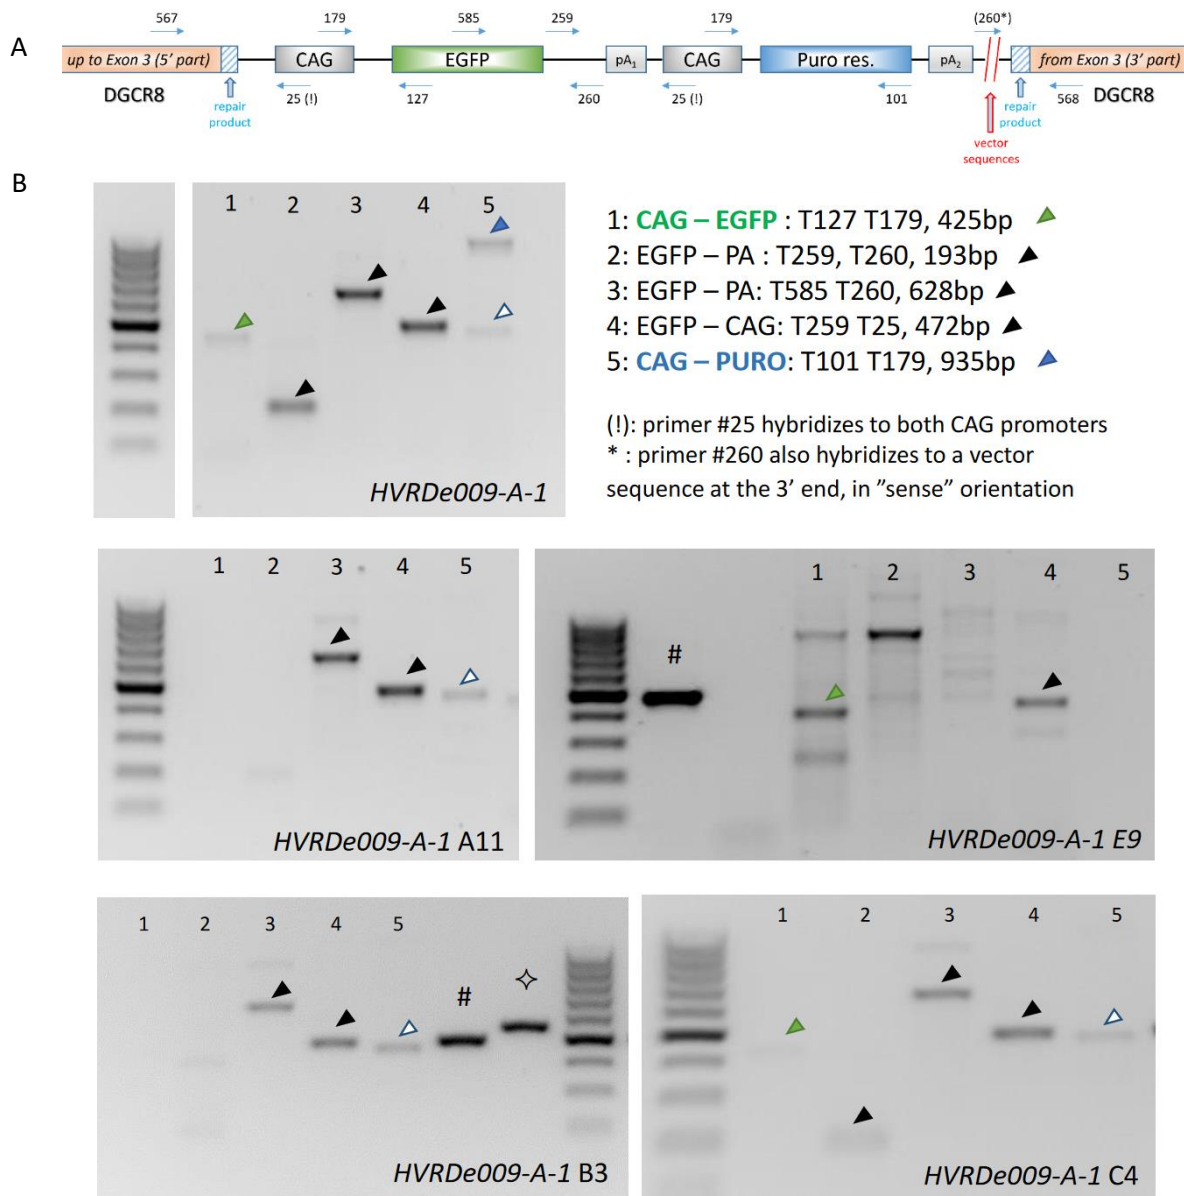 A
567
179
585
259
179
(260*)
up to Exon 3 (5' part)
CAG
EGFP
pA1
CAG
Puro res.
pA2
from Exon 3 (3' part)
DGCR8
25 (!)
127
260
25 (!)
101
568
DGCR8
repair
product
repair
product
vector
sequences
B
1 2 3 4 5
HVRDe009-A-1
1: CAG – EGFP : T127 T179, 425bp
2: EGFP – PA : T259, T260, 193bp
3: EGFP – PA: T585 T260, 628bp
4: EGFP – CAG: T259 T25, 472bp
5: CAG – PURO: T101 T179, 935bp
(!): primer #25 hybridizes to both CAG promoters
* : primer #260 also hybridizes to a vector
sequence at the 3' end, in ”sense” orientation
1 2 3 4 5
HVRDe009-A-1 A11
# 1 2 3 4 5
HVRDe009-A-1 E9
1 2 3 4 5 #
HVRDe009-A-1 B3
1 2 3 4 5
HVRDe009-A-1 C4